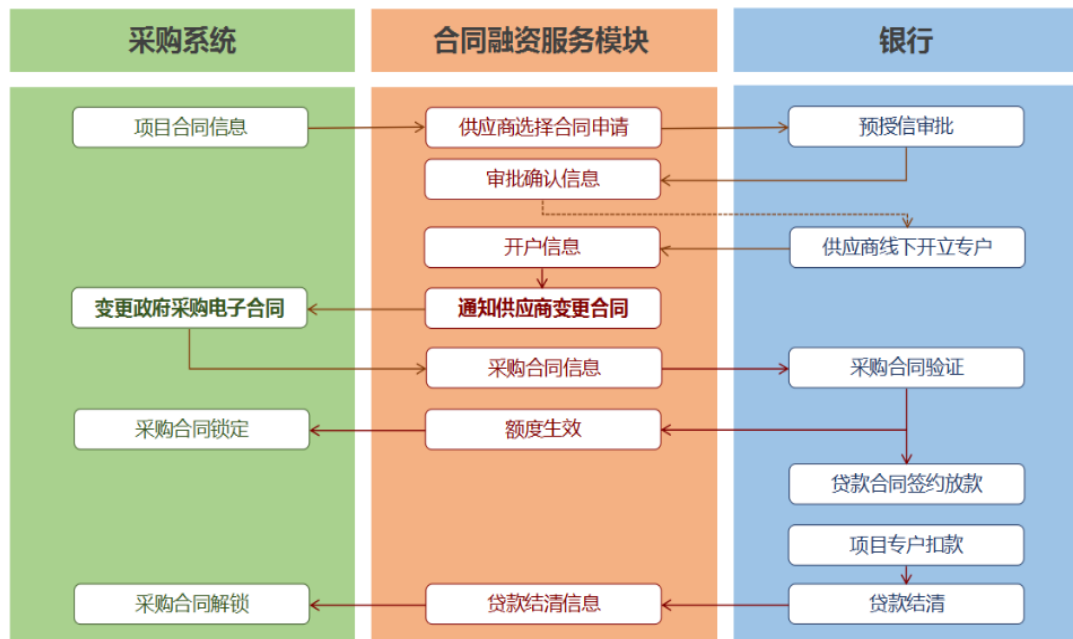 采购系统
合同融资服务模块
银行
项目合同信息
供应商选择合同申请
预授信审批
审批确认信息
开户信息
供应商线下开立专户
变更政府采购电子合同
通知供应商变更合同
采购合同信息
采购合同验证
采购合同锁定
额度生效
贷款合同签约放款
项目专户扣款
采购合同解锁
贷款结清信息
贷款结清